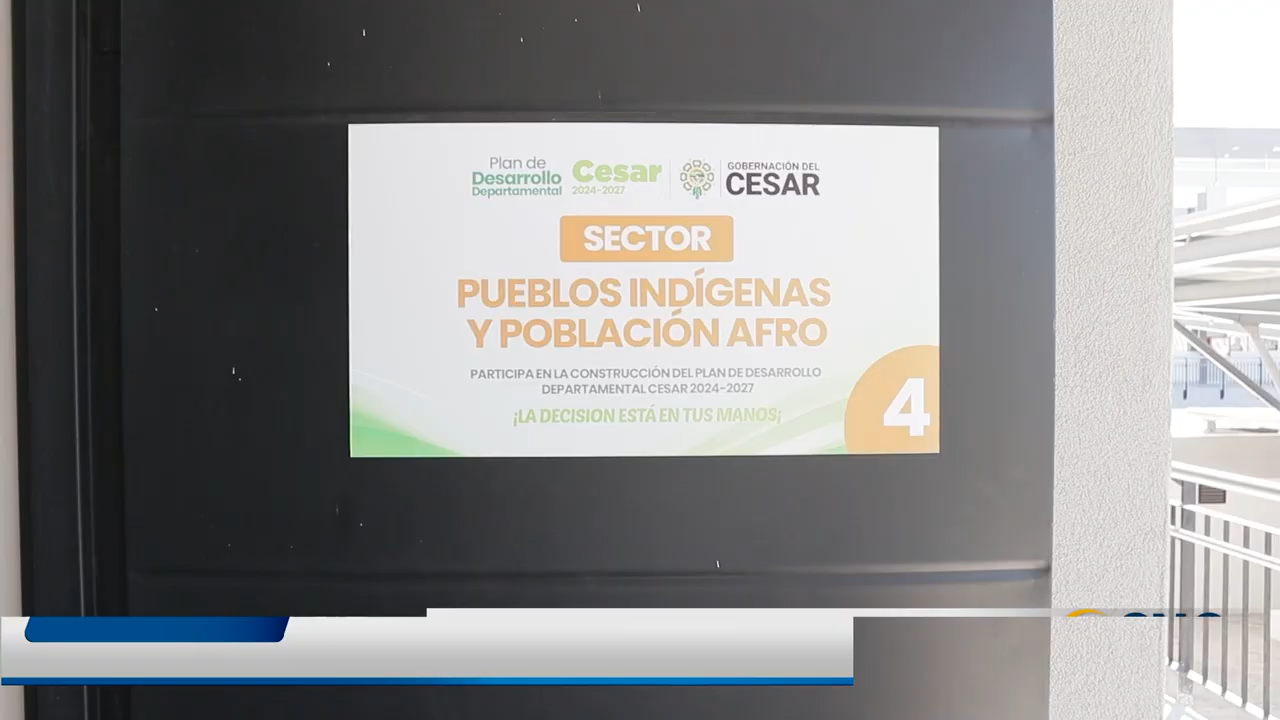 Plan de
Desarrollo
Departamental
Cesar
2024-2027
GOBERNACIÓN DEL
CESAR
SECTOR
PUEBLOS INDÍGENAS
Y POBLACIÓN AFRO
PARTICIPA EN LA CONSTRUCCIÓN DEL PLAN DE DESARROLLO
DEPARTAMENTAL CESAR 2024-2027
¡LA DECISION ESTÁ EN TUS MANOS¡
4